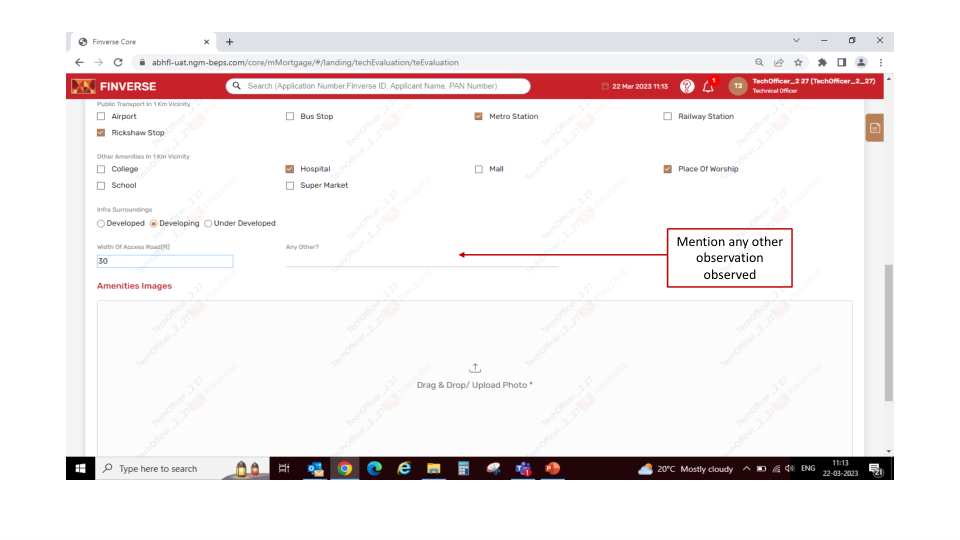 Finverse Core
abhfl-uat.ngm-beps.com/core/mMortgage/#/landing/techEvaluation/teEvaluation
FINVERSE
Search (Application Number,Finverse ID, Applicant Name, PAN Number)
22 Mar 2023 11:13
T2
TechOfficer_2 27 (TechOfficer_2_27)
Technical Officer
Public Transport In 1 Km Vicinity
Airport
Bus Stop
Metro Station
Railway Station
Rickshaw Stop
Other Amenities In 1 Km Vicinity
College
Hospital
Mall
Place Of Worship
School
Super Market
Infra Surroundings
Developed
Developing
Under Developed
Width Of Access Road(ft)
Any Other?
30
Mention any other
observation
observed
Amenities Images
Drag & Drop/ Upload Photo *
Type here to search
20°C Mostly cloudy
ENG
11:13
22-03-2023
21